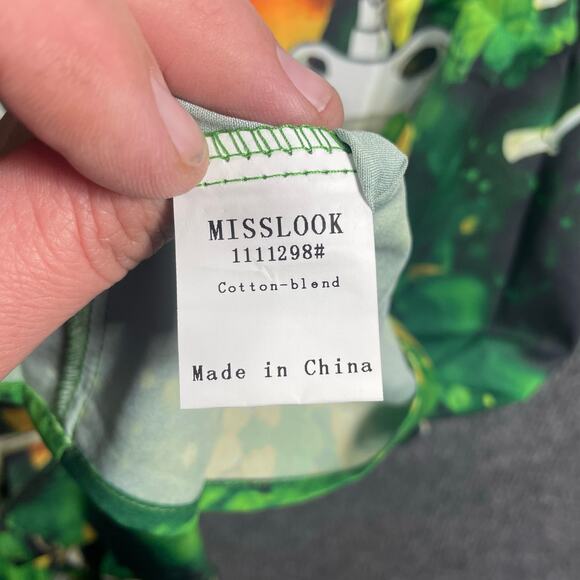 MISSLOOK
1111298#
Cotton-blend
Made in China